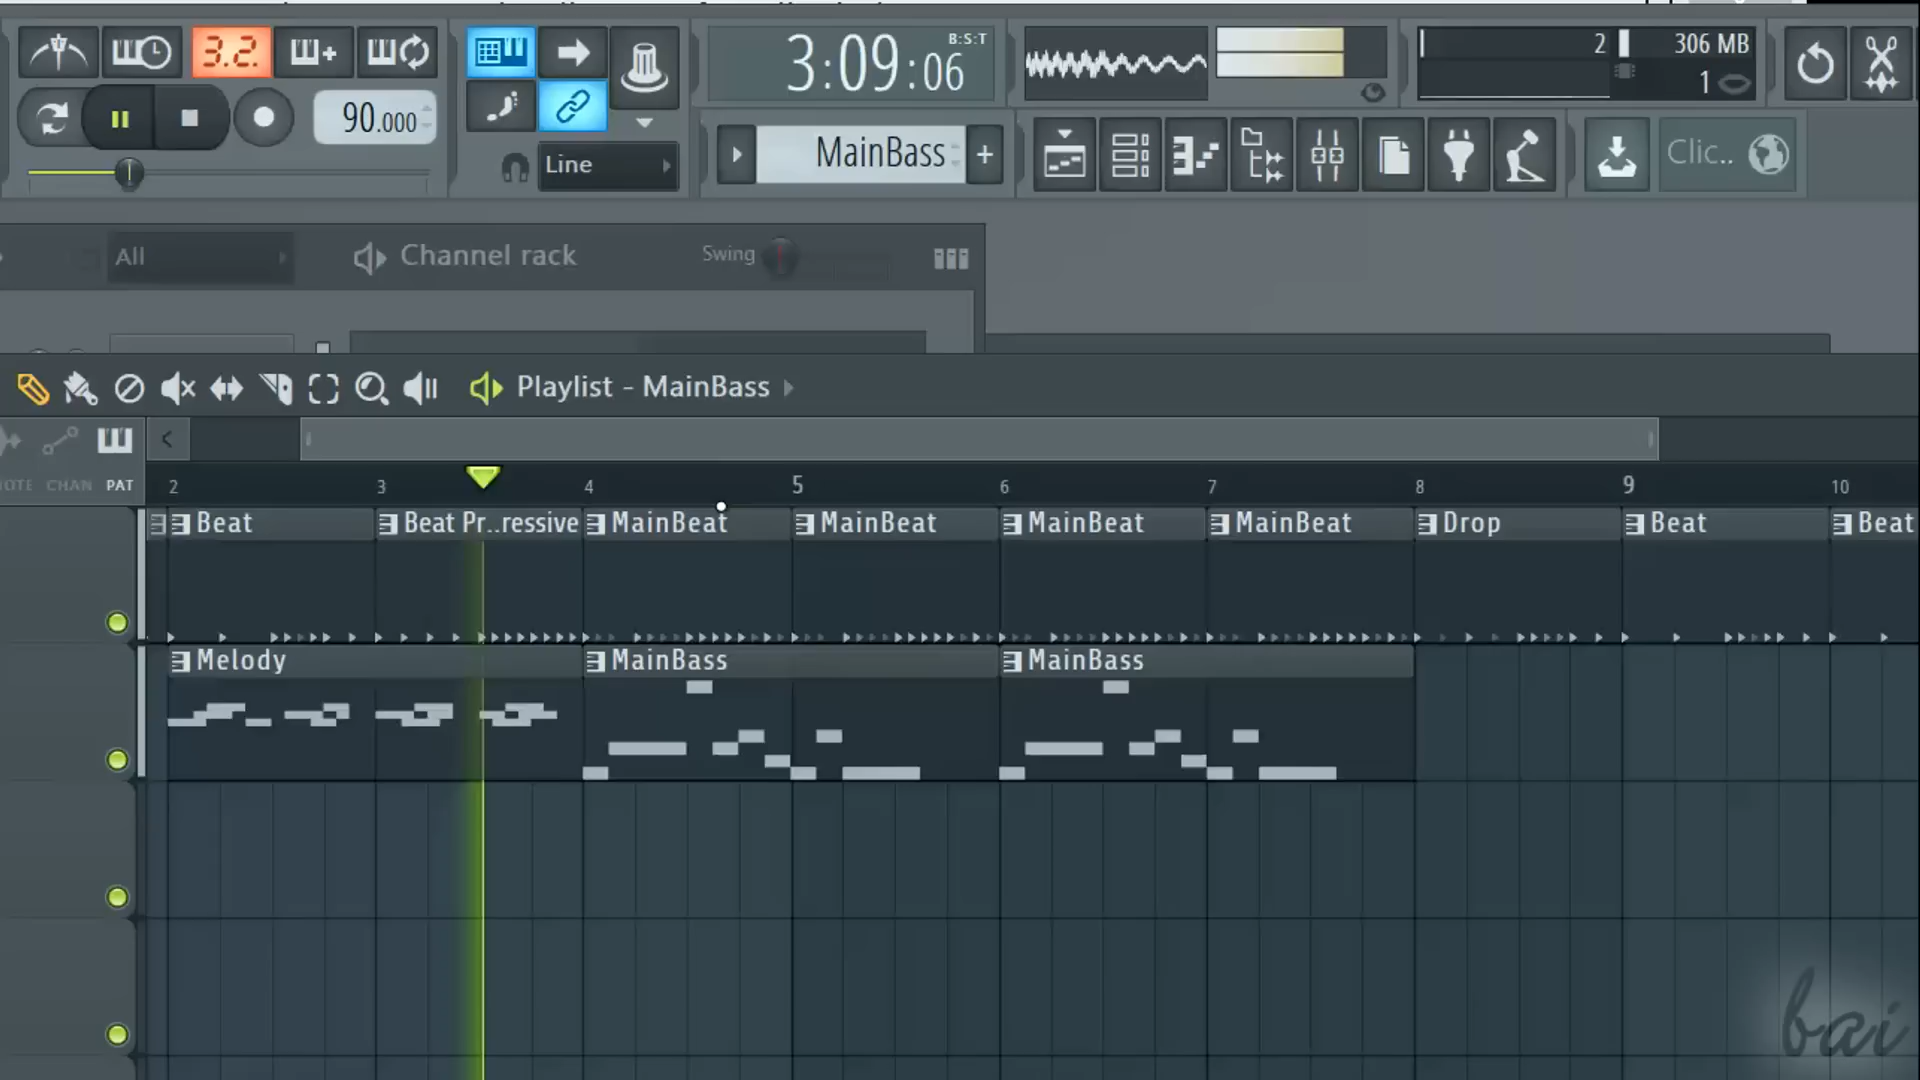 3.2.
90.000
Line
3:09:06
B:S:T
MainBass
+
2
306 MB
1
Clic..
All
Channel rack
Swing
Playlist - MainBass
CHAN PAT
2 3 4 5 6 7 8 9 10
Beat Beat Pr..ressive MainBeat MainBeat MainBeat MainBeat Drop Beat Beat
Melody MainBass MainBass
bai